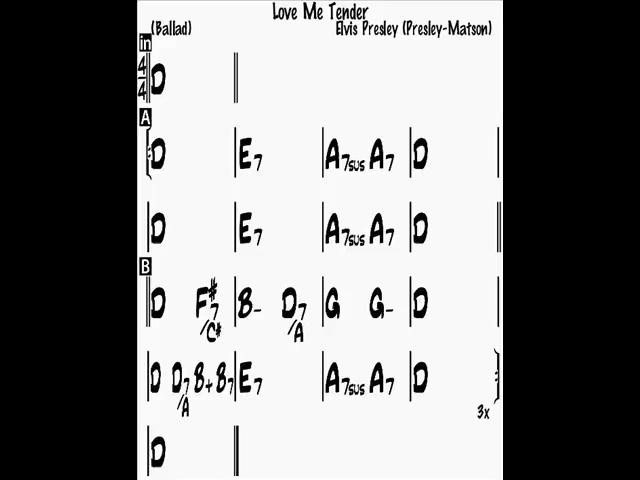 Love Me Tender
(Ballad) Elvis Presley (Presley-Matson)
in
4/4 D
A
D E7 A7sus A7 D
D E7 A7sus A7 D
B
D F#7/C# B- D7/A G G- D
D D7/A B+ B7 E7 A7sus A7 D
3x
D